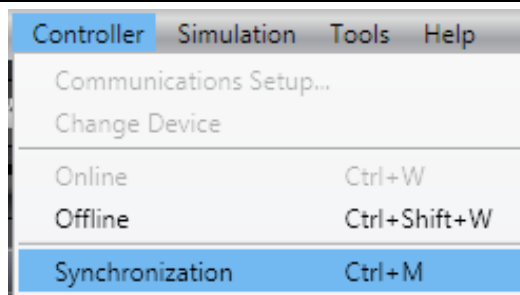 Controller Simulation Tools Help
Communications Setup...
Change Device
Online Ctrl+W
Offline Ctrl+Shift+W
Synchronization Ctrl+M